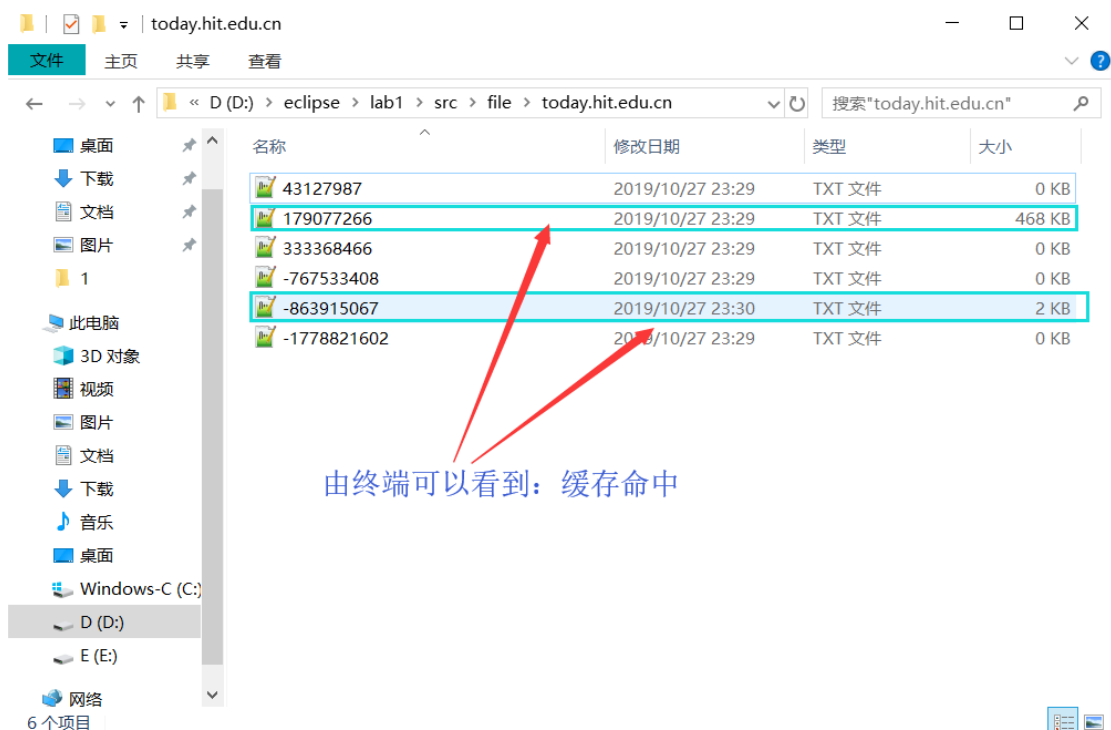 today.hit.edu.cn
文件 主页 共享 查看
« D (D:) › eclipse › lab1 › src › file › today.hit.edu.cn 搜索"today.hit.edu.cn"
名称 修改日期 类型 大小
桌面
下载
文档
图片
1
此电脑
3D 对象
视频
图片
文档
下载
音乐
桌面
Windows-C (C:)
D (D:)
E (E:)
网络
43127987 2019/10/27 23:29 TXT 文件 0 KB
179077266 2019/10/27 23:29 TXT 文件 468 KB
333368466 2019/10/27 23:29 TXT 文件 0 KB
-767533408 2019/10/27 23:29 TXT 文件 0 KB
-863915067 2019/10/27 23:30 TXT 文件 2 KB
-1778821602 2019/10/27 23:29 TXT 文件 0 KB
由终端可以看到：缓存命中
6 个项目